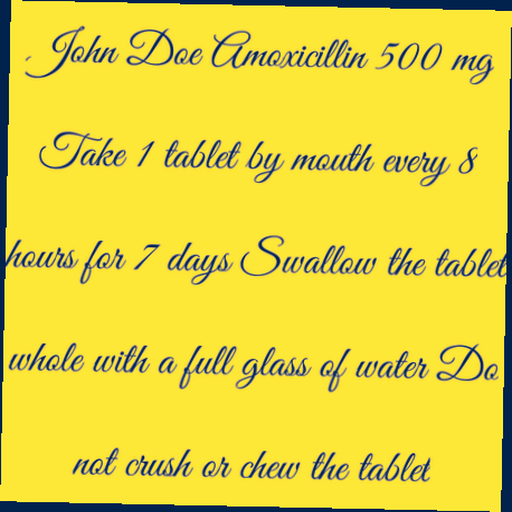 John Doe Amoxicillin 500 mg
Take 1 tablet by mouth every 8
hours for 7 days Swallow the tablet
whole with a full glass of water Do
not crush or chew the tablet